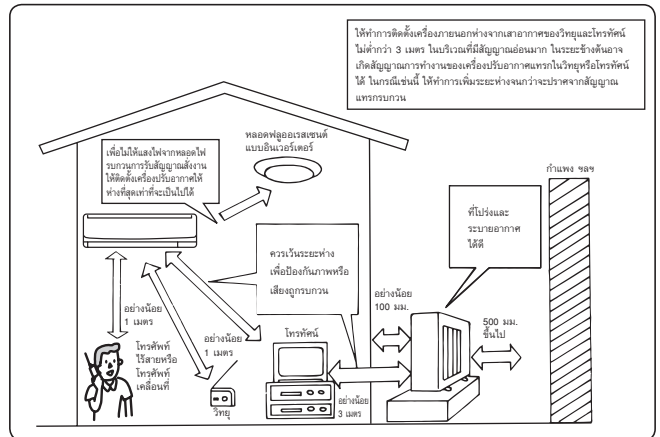 ให้ทำการติดตั้งเครื่องภายนอกห่างจากเสาอากาศของวิทยุและโทรทัศน์
ไม่ต่ำกว่า 3 เมตร ในบริเวณที่มีสัญญาณอ่อนมาก ในระยะข้างต้นอาจ
เกิดสัญญาณการทำงานของเครื่องปรับอากาศแทรกในวิทยุหรือโทรทัศน์
ได้ ในกรณีเช่นนี้ ให้ทำการเพิ่มระยะห่างจนกว่าจะปราศจากสัญญาณ
แทรกรบกวน
หลอดฟลูออเรสเซนต์
แบบอินเวอร์เตอร์
เพื่อไม่ให้แสงไฟจากหลอดไฟ
รบกวนการรับสัญญาณสั่งงาน
ให้ติดตั้งเครื่องปรับอากาศให้
ห่างที่สุดเท่าที่จะเป็นไปได้
กำแพง ฯลฯ
ที่โปร่งและ
ระบายอากาศ
ได้ดี
ควรเว้นระยะห่าง
เพื่อป้องกันภาพหรือ
เสียงถูกรบกวน
อย่างน้อย
100 มม.
500 มม.
ขึ้นไป
อย่างน้อย
1 เมตร
อย่างน้อย
1 เมตร
โทรทัศน์
โทรศัพท์
ไร้สายหรือ
โทรศัพท์
เคลื่อนที่
วิทยุ
อย่างน้อย
3 เมตร